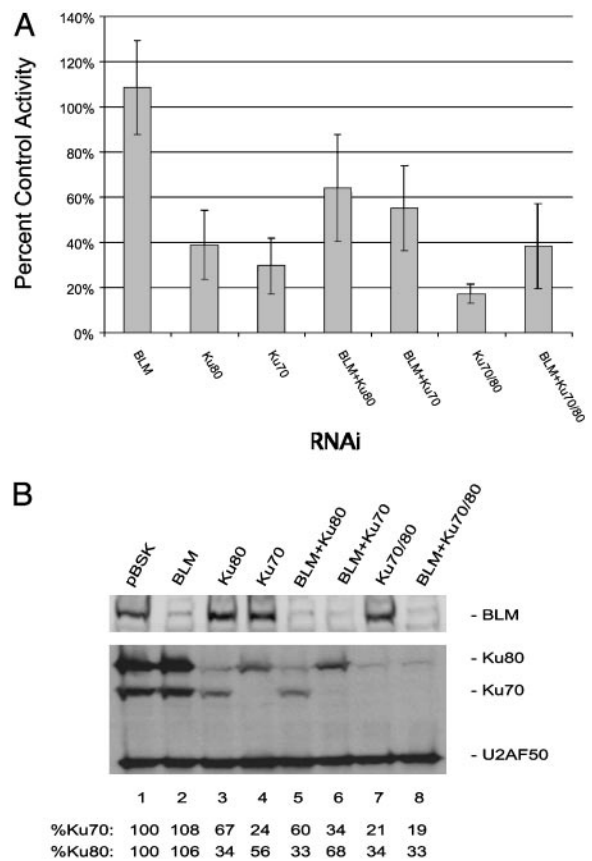 A
Percent Control Activity
140%
120%
100%
80%
60%
40%
20%
0%
BLM
Ku80
Ku70
BLM+Ku80
BLM+Ku70
Ku70/80
BLM+Ku70/80
RNAi
B
pBSK
BLM
Ku80
Ku70
BLM+Ku80
BLM+Ku70
Ku70/80
BLM+Ku70/80
- BLM
- Ku80
- Ku70
- U2AF50
1 2 3 4 5 6 7 8
%Ku70: 100 108 67 24 60 34 21 19
%Ku80: 100 106 34 56 33 68 34 33